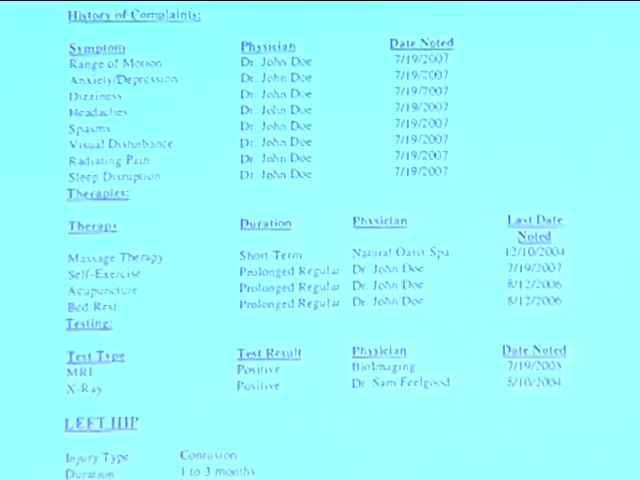 History of Complaints:
Symptom Physician Date Noted
Range of Motion Dr. John Doe 7/19/2007
Anxiety/Depression Dr. John Doe 7/19/2007
Dizziness Dr. John Doe 7/19/2007
Headaches Dr. John Doe 7/19/2007
Spasms Dr. John Doe 7/19/2007
Visual Disturbance Dr. John Doe 7/19/2007
Radiating Pain Dr. John Doe 7/19/2007
Sleep Disruption Dr. John Doe 7/19/2007
Therapies:
Therapy Duration Physician Last Date
Noted
Massage Therapy Short Term Natural Oasis Spa 12/10/2004
Self-Exercise Prolonged Regular Dr. John Doe 7/19/2007
Acupuncture Prolonged Regular Dr. John Doe 8/12/2006
Bed Rest Prolonged Regular Dr. John Doe 8/12/2006
Testing:
Test Type Test Result Physician Date Noted
MRI Positive BioImaging 7/19/2005
X-Ray Positive Dr. Sam Feelgood 8/10/2004
LEFT HIP
Injury Type Contusion
Duration 1 to 3 months